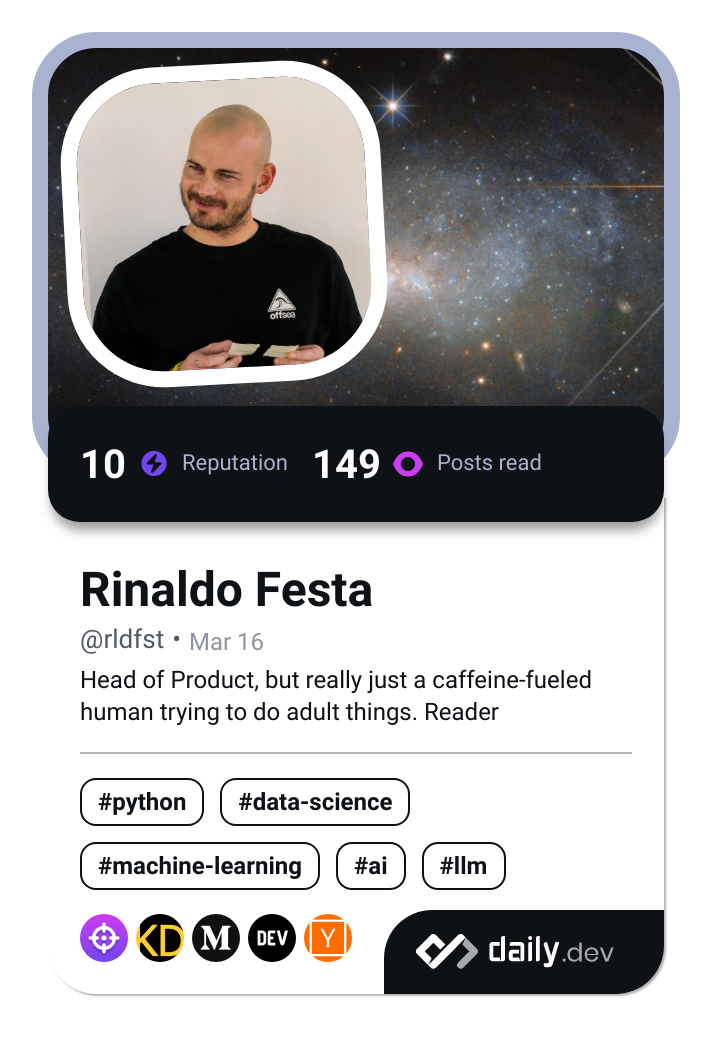 offsea
10 Reputation 149 Posts read
Rinaldo Festa
@rldfst • Mar 16
Head of Product, but really just a caffeine-fueled
human trying to do adult things. Reader
#python #data-science
#machine-learning #ai #llm
KD M DEV Y daily.dev